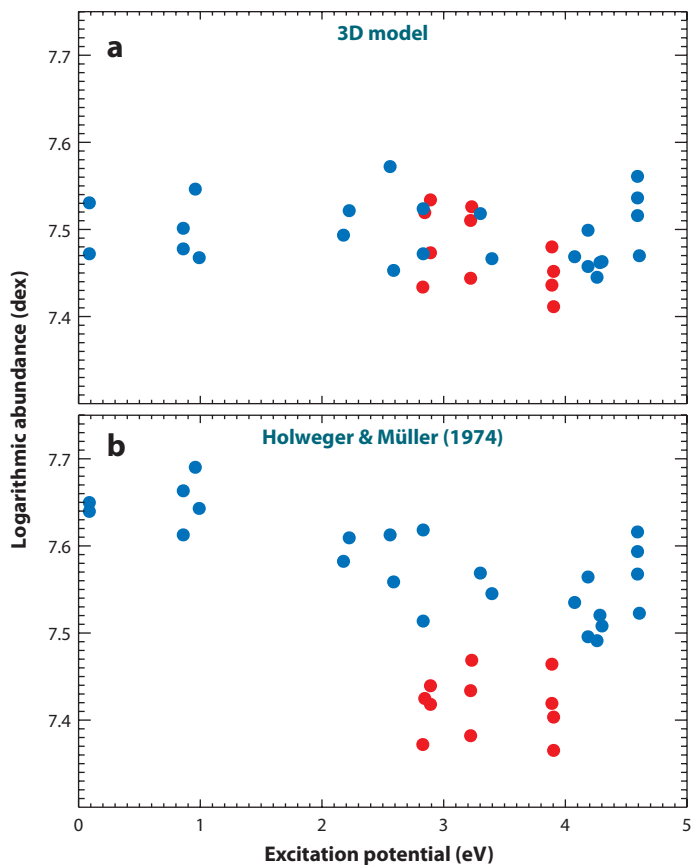 a
3D model
7.7
7.6
7.5
7.4
Logarithmic abundance (dex)
b
Holweger & Müller (1974)
7.7
7.6
7.5
7.4
0
1
2
3
4
5
Excitation potential (eV)